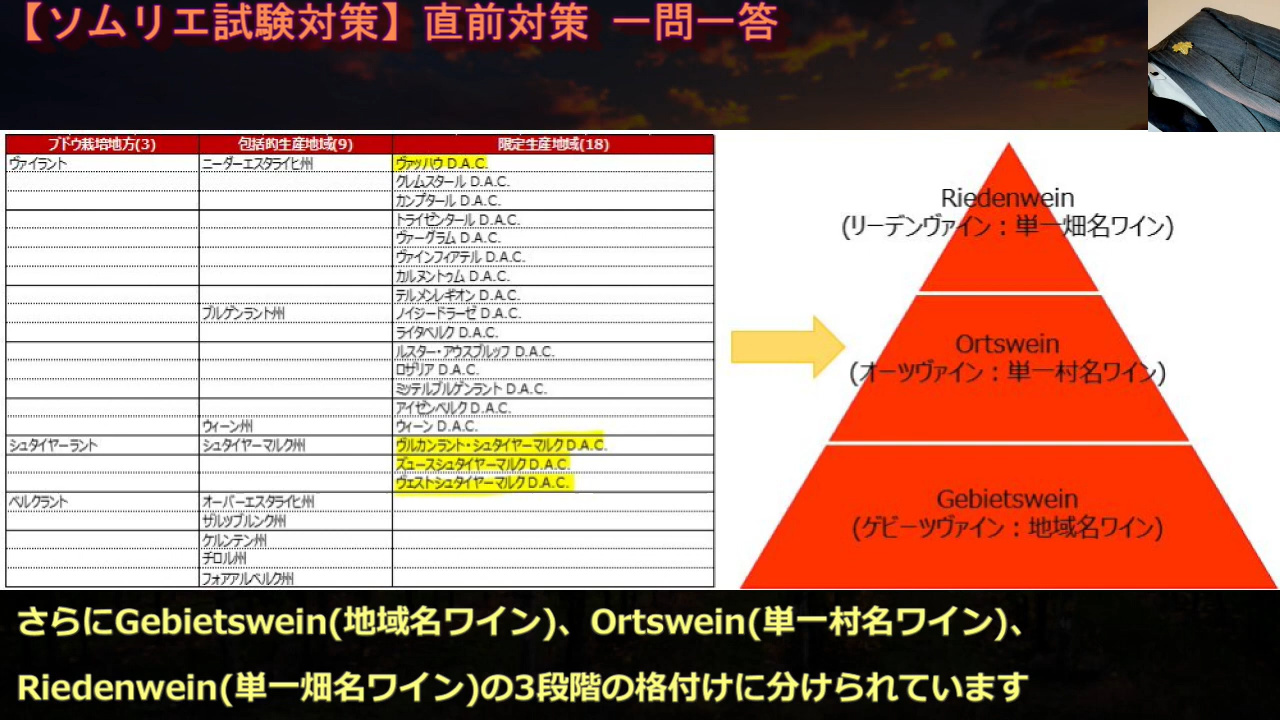 【ソムリエ試験対策】直前対策 一問一答
ブドウ栽培地方(3) 包括的生産地域(9) 限定生産地域(18)
ヴァイラント ニーダーエスタライヒ州 ヴァッハウ D.A.C.
クレムスタール D.A.C.
カンプタール D.A.C.
トライゼンタール D.A.C.
ヴァーグラム D.A.C.
ヴァインフィアテル D.A.C.
カルヌントゥム D.A.C.
テルメンレギオン D.A.C.
ブルゲンラント州 ノイジードラーゼ D.A.C.
ライタベルク D.A.C.
ルスター・アウスブルッフ D.A.C.
ロザリア D.A.C.
ミッテルブルゲンラント D.A.C.
アイゼンベルク D.A.C.
ウィーン州 ウィーン D.A.C.
シュタイヤーラント シュタイヤーマルク州 ヴルカンラント・シュタイヤーマルク D.A.C.
ズュースシュタイヤーマルク D.A.C.
ヴェストシュタイヤーマルク D.A.C.
ベルクラント オーバーエスタライヒ州
ザルツブルンク州
ケルンテン州
チロル州
フォアアルベルク州
Riedenwein
(リーデンヴァイン：単一畑名ワイン)
Ortswein
(オーツヴァイン：単一村名ワイン)
Gebietswein
(ゲビーツヴァイン：地域名ワイン)
さらにGebietswein(地域名ワイン)、Ortswein(単一村名ワイン)、
Riedenwein(単一畑名ワイン)の3段階の格付けに分けられています